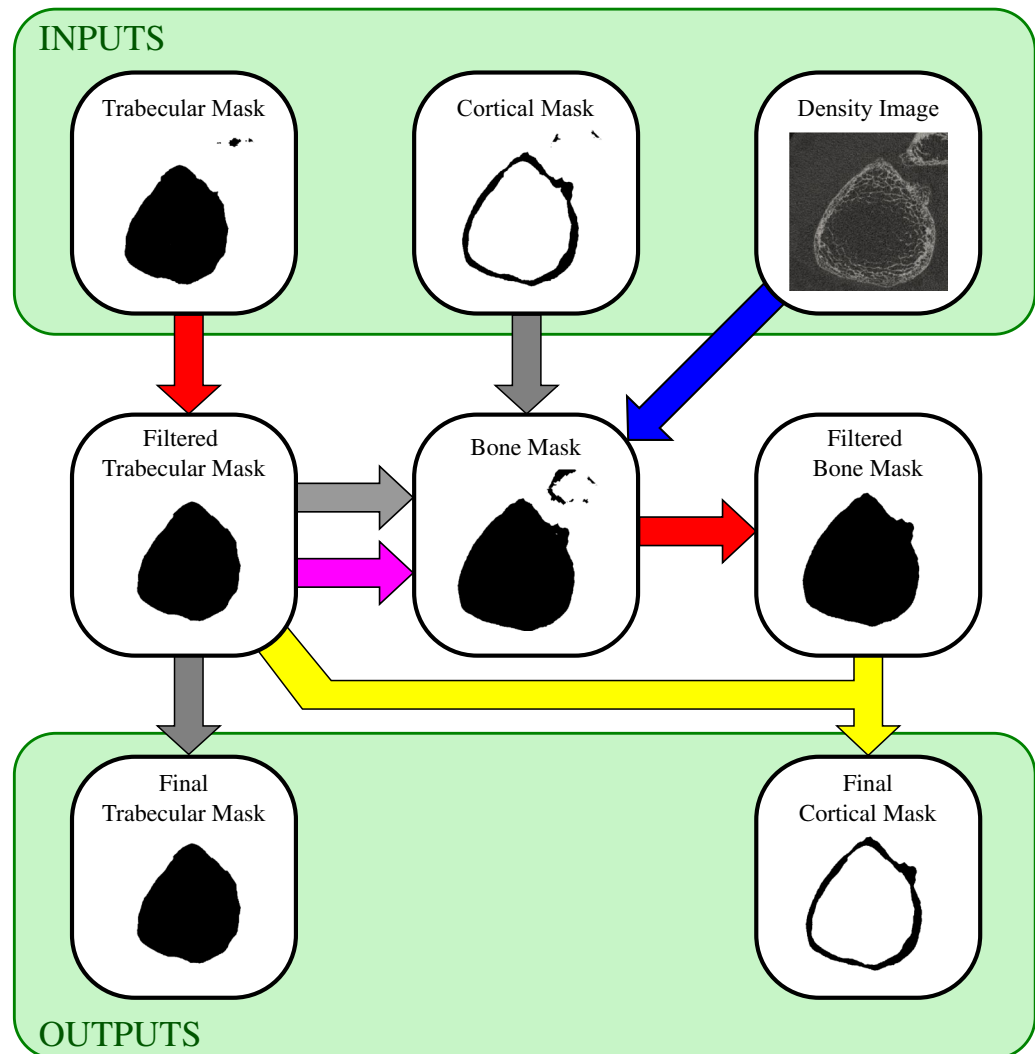 INPUTS
Trabecular Mask
Cortical Mask
Density Image
Filtered
Trabecular Mask
Bone Mask
Filtered
Bone Mask
Final
Trabecular Mask
Final
Cortical Mask
OUTPUTS